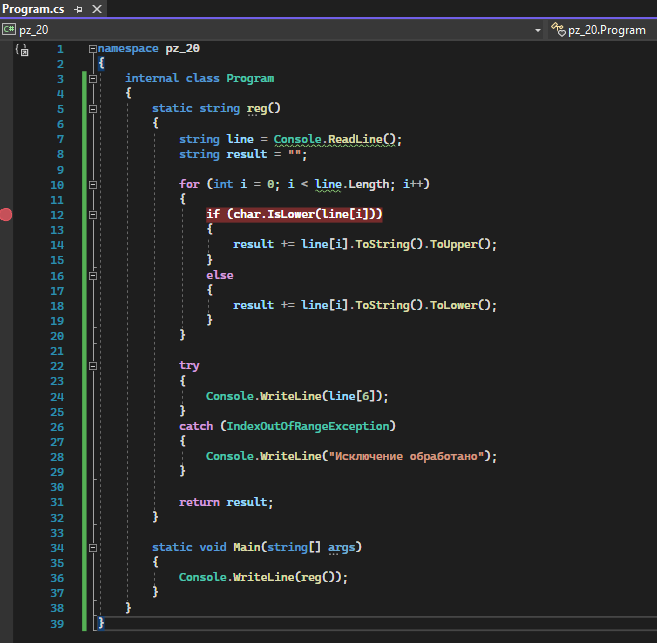 Program.cs
C# pz_20 pz_20.Program
1 namespace pz_20
2 {
3 internal class Program
4 {
5 static string reg()
6 {
7 string line = Console.ReadLine();
8 string result = "";
9
10 for (int i = 0; i < line.Length; i++)
11 {
12 if (char.IsLower(line[i]))
13 {
14 result += line[i].ToString().ToUpper();
15 }
16 else
17 {
18 result += line[i].ToString().ToLower();
19 }
20 }
21
22 try
23 {
24 Console.WriteLine(line[6]);
25 }
26 catch (IndexOutOfRangeException)
27 {
28 Console.WriteLine("Исключение обработано");
29 }
30
31 return result;
32 }
33
34 static void Main(string[] args)
35 {
36 Console.WriteLine(reg());
37 }
38 }
39 }